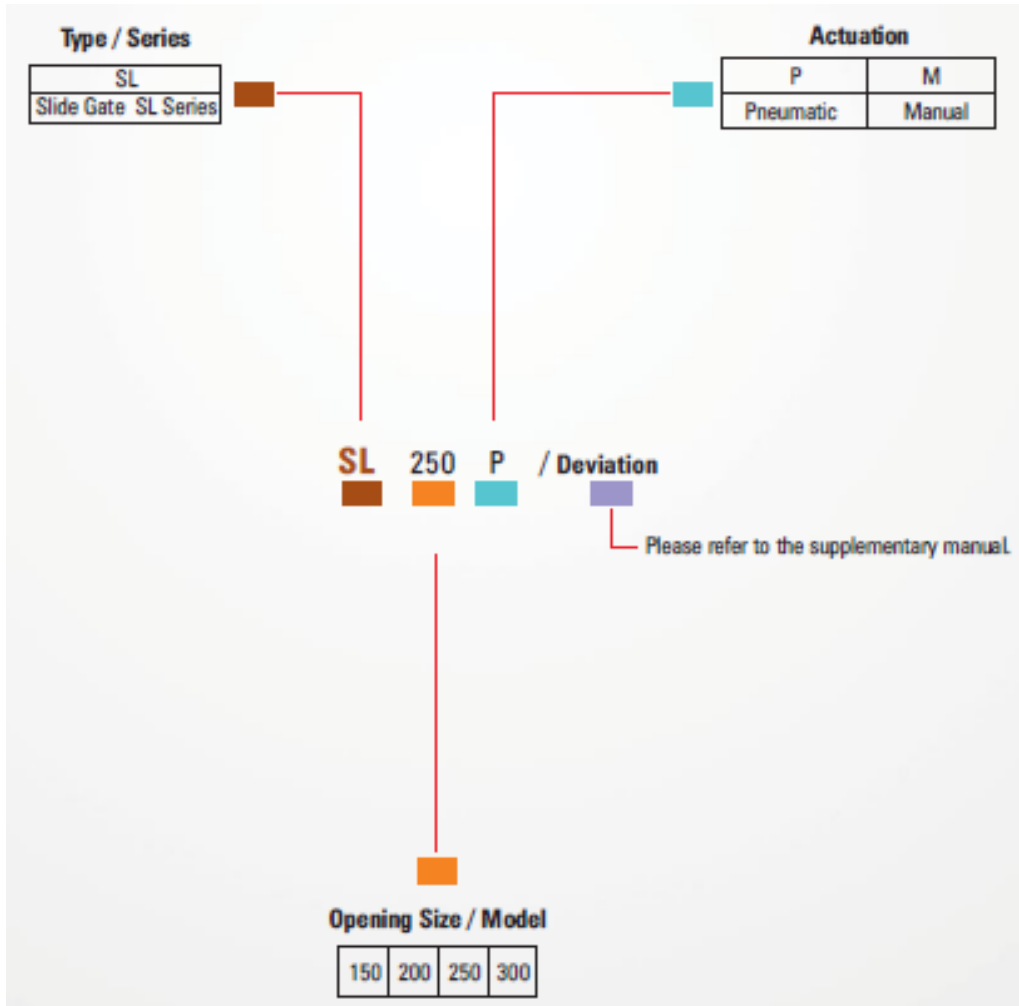 Type / Series
SL
Slide Gate SL Series
Actuation
P M
Pneumatic Manual
SL 250 P / Deviation
Please refer to the supplementary manual.
Opening Size / Model
150 200 250 300